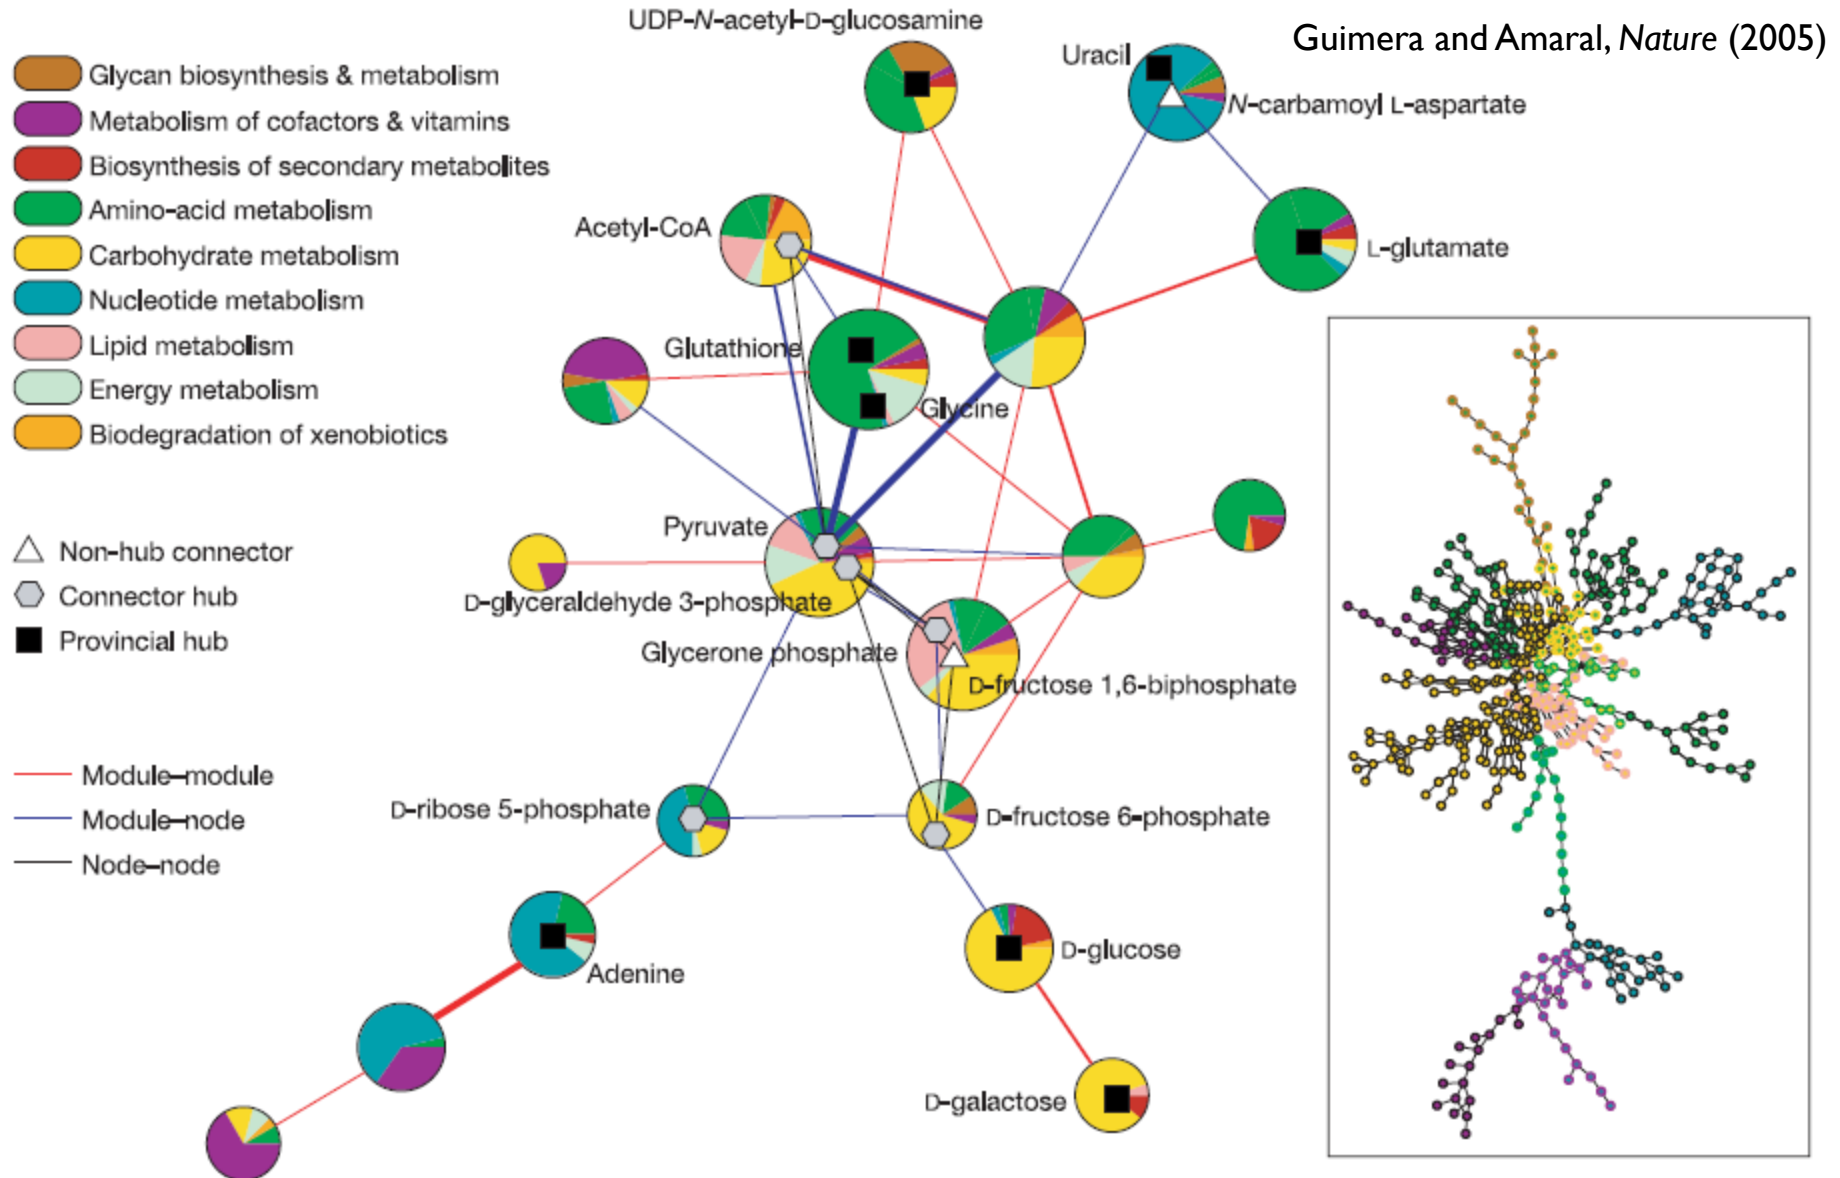 UDP-N-acetyl-D-glucosamine
Guimera and Amaral, Nature (2005)
Uracil
Glycan biosynthesis & metabolism
Metabolism of cofactors & vitamins
N-carbamoyl L-aspartate
Biosynthesis of secondary metabolites
Amino-acid metabolism
Acetyl-CoA
Carbohydrate metabolism
L-glutamate
Nucleotide metabolism
Lipid metabolism
Glutathione
Energy metabolism
Glycine
Biodegradation of xenobiotics
Pyruvate
Non-hub connector
Connector hub
D-glyceraldehyde 3-phosphate
Provincial hub
Glycerone phosphate
D-fructose 1,6-biphosphate
Module–module
D-ribose 5-phosphate
D-fructose 6-phosphate
Module–node
Node–node
D-glucose
Adenine
D-galactose